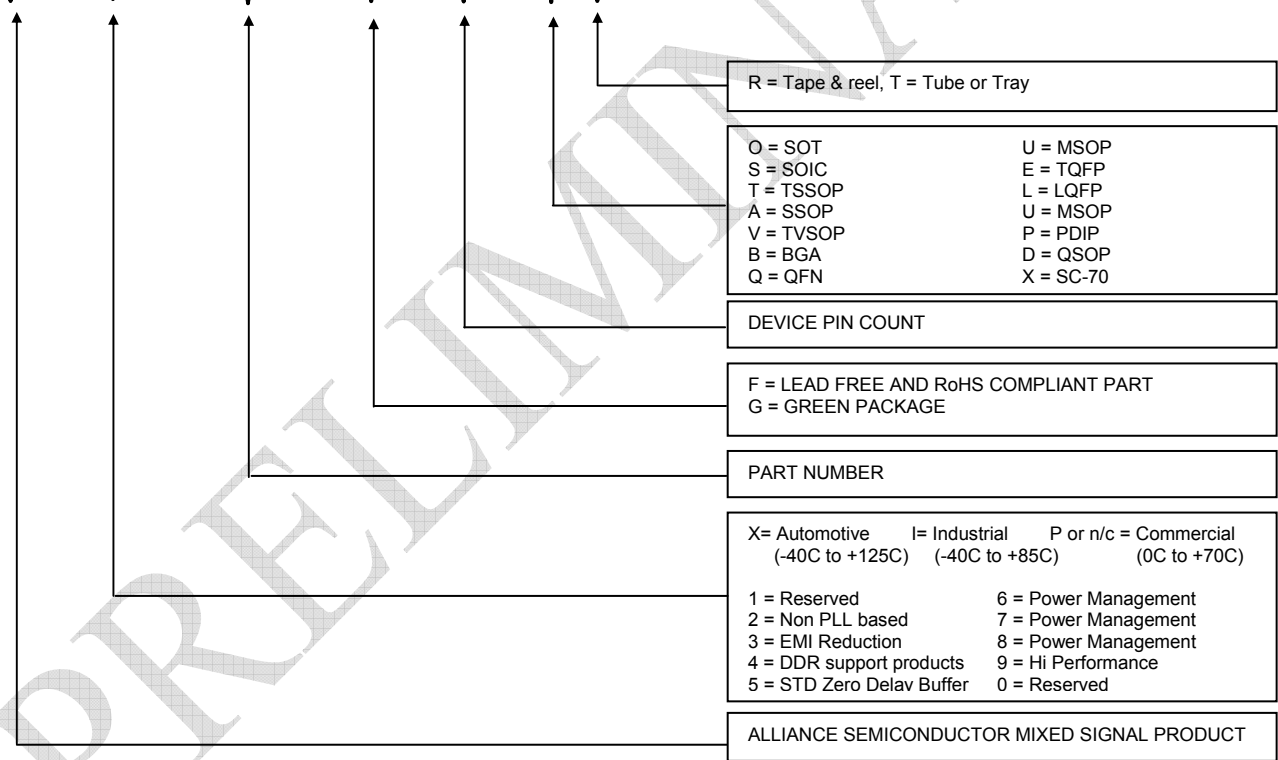 R = Tape & reel, T = Tube or Tray
O = SOT U = MSOP
S = SOIC E = TQFP
T = TSSOP L = LQFP
A = SSOP U = MSOP
V = TVSOP P = PDIP
B = BGA D = QSOP
Q = QFN X = SC-70
DEVICE PIN COUNT
F = LEAD FREE AND RoHS COMPLIANT PART
G = GREEN PACKAGE
PART NUMBER
X= Automotive I= Industrial P or n/c = Commercial
(-40C to +125C) (-40C to +85C) (0C to +70C)
1 = Reserved 6 = Power Management
2 = Non PLL based 7 = Power Management
3 = EMI Reduction 8 = Power Management
4 = DDR support products 9 = Hi Performance
5 = STD Zero Delay Buffer 0 = Reserved
ALLIANCE SEMICONDUCTOR MIXED SIGNAL PRODUCT